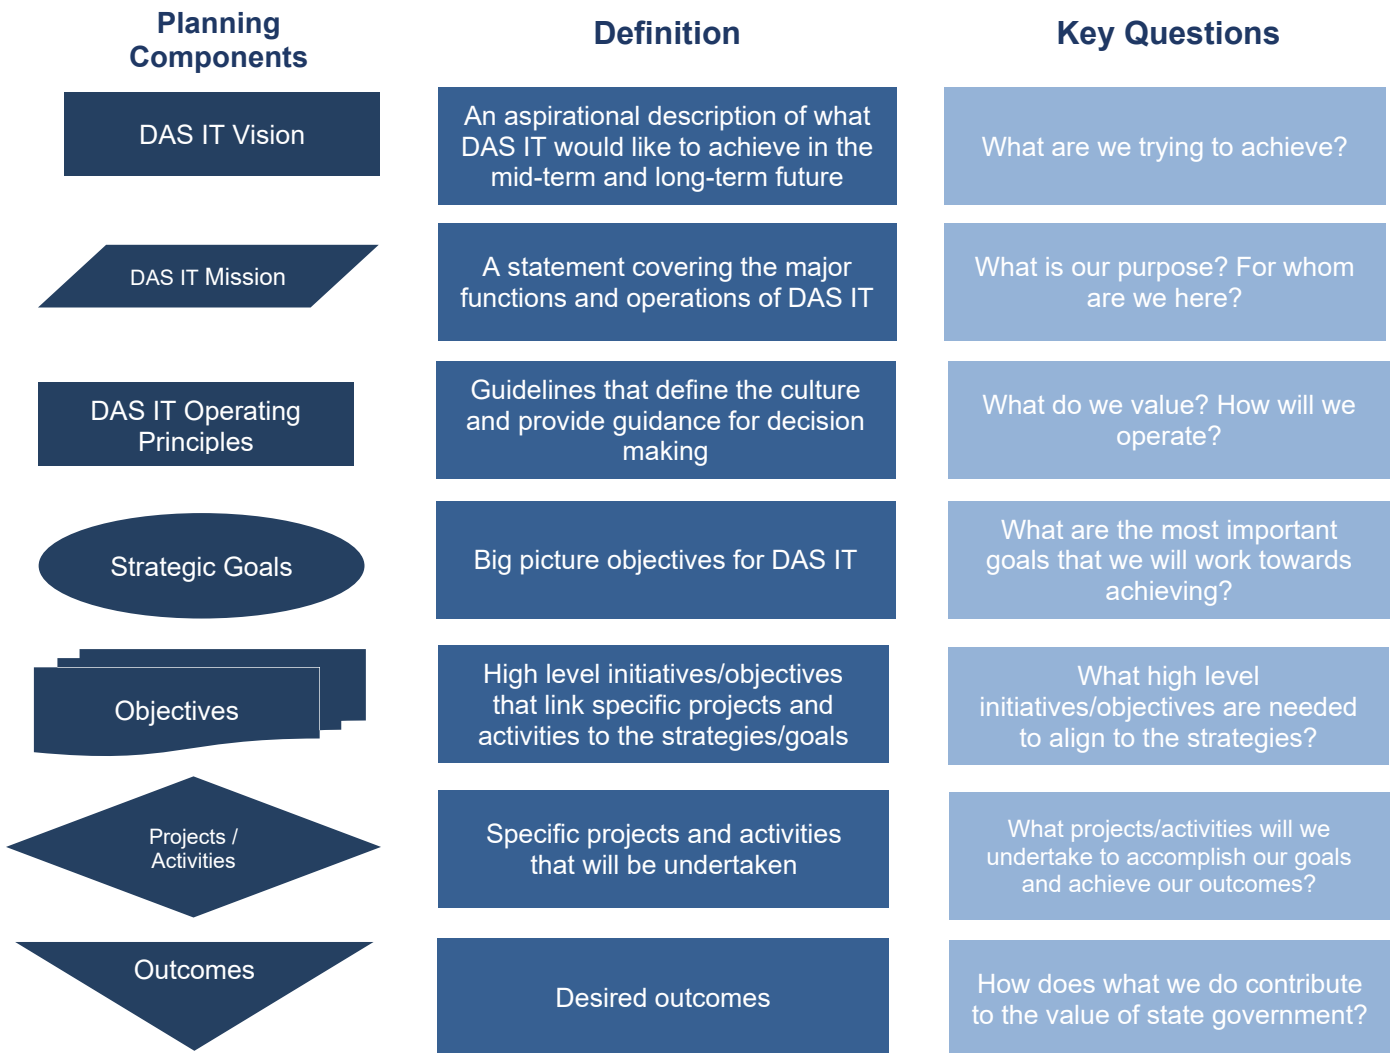 Planning
Components
Definition
Key Questions
DAS IT Vision
An aspirational description of what
DAS IT would like to achieve in the
mid-term and long-term future
What are we trying to achieve?
DAS IT Mission
A statement covering the major
functions and operations of DAS IT
What is our purpose? For whom
are we here?
DAS IT Operating
Principles
Guidelines that define the culture
and provide guidance for decision
making
What do we value? How will we
operate?
Strategic Goals
Big picture objectives for DAS IT
What are the most important
goals that we will work towards
achieving?
Objectives
High level initiatives/objectives
that link specific projects and
activities to the strategies/goals
What high level
initiatives/objectives are needed
to align to the strategies?
Projects /
Activities
Specific projects and activities
that will be undertaken
What projects/activities will we
undertake to accomplish our goals
and achieve our outcomes?
Outcomes
Desired outcomes
How does what we do contribute
to the value of state government?